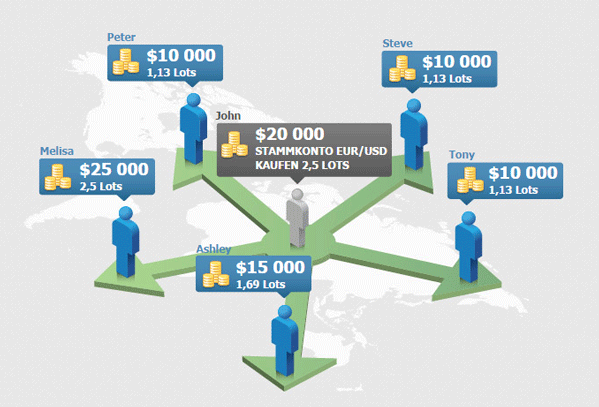 Peter
$10 000
1,13 Lots
Steve
$10 000
1,13 Lots
John
$20 000
STAMMKONTO EUR/USD
KAUFEN 2,5 LOTS
Melisa
$25 000
2,5 Lots
Tony
$10 000
1,13 Lots
Ashley
$15 000
1,69 Lots